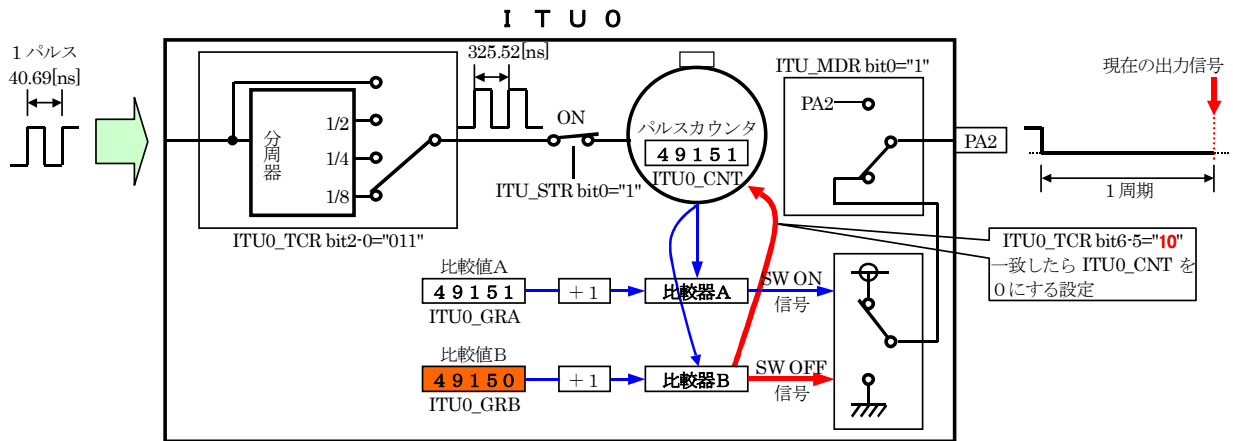 ＩＴＵ０
１パルス
40.69[ns]
分周器
1/2
1/4
1/8
ITU0_TCR bit2-0="011"
325.52[ns]
ON
ITU_STR bit0="1"
パルスカウンタ
４９１５１
ITU0_CNT
ITU_MDR bit0="1"
PA2
PA2
現在の出力信号
１周期
ITU0_TCR bit6-5="10"
一致したら ITU0_CNT を
０にする設定
比較値A
４９１５１
ITU0_GRA
＋1
比較器A
SW ON
信号
比較値B
４９１５０
ITU0_GRB
＋1
比較器B
SW OFF
信号